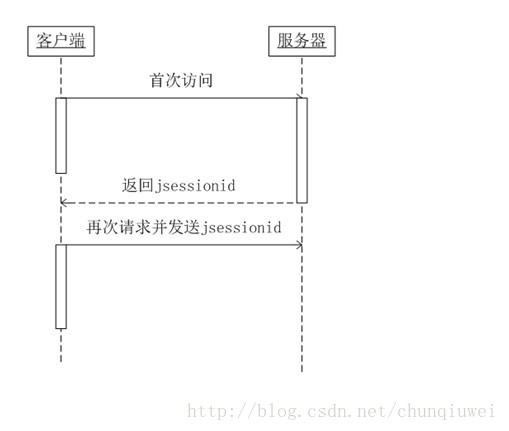 客户端
服务器
首次访问
返回jsessionid
再次请求并发送jsessionid
http://blog.csdn.net/chunqiuwei